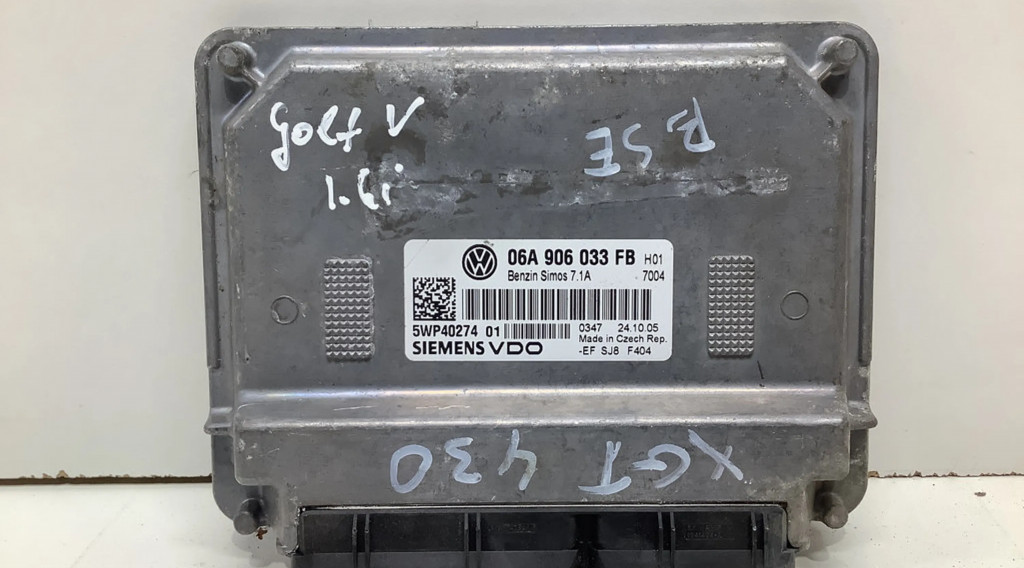 Golf V
1.6i
BSE
06A 906 033 FB H01
Benzin Simos 7.1A 7004
5WP40274 01 0347 24.10.05
Made in Czech Rep.
SIEMENS VDO -EF SJ8 F404
XGT 430